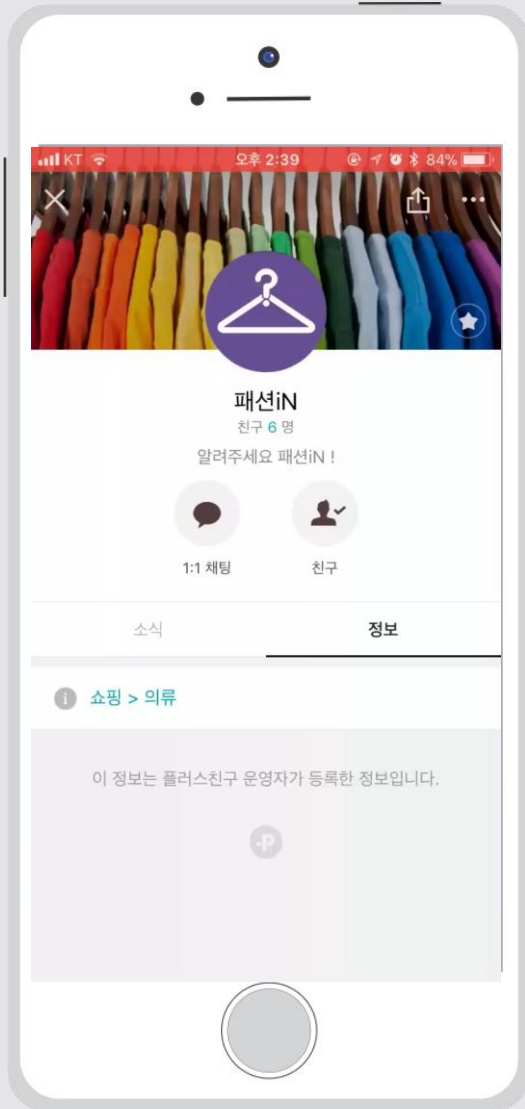 KT 오후 2:39 84%
패션iN
친구 6 명
알려주세요 패션iN !
1:1 채팅 친구
소식 정보
쇼핑 > 의류
이 정보는 플러스친구 운영자가 등록한 정보입니다.